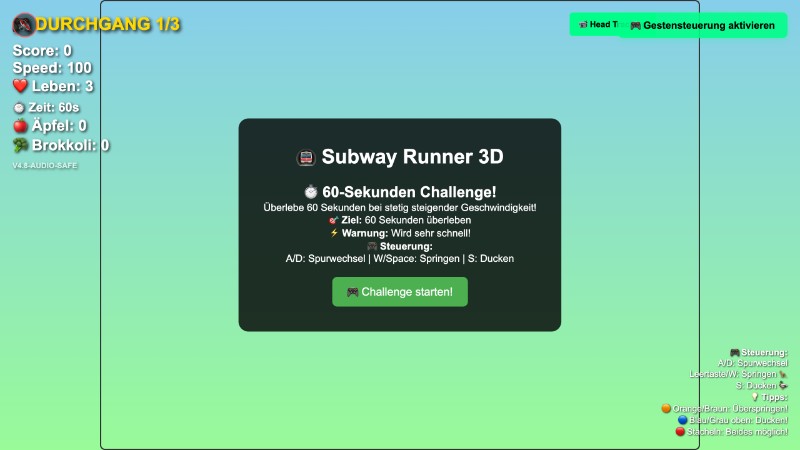 DURCHGANG 1/3
Score: 0
Speed: 100
Leben: 3
Zeit: 60s
Äpfel: 0
Brokkoli: 0
V4.8-AUDIO-SAFE
Head T
Gestensteuerung aktivieren
Subway Runner 3D
60-Sekunden Challenge!
Überlebe 60 Sekunden bei stetig steigender Geschwindigkeit!
Ziel: 60 Sekunden überleben
Warnung: Wird sehr schnell!
Steuerung:
A/D: Spurwechsel | W/Space: Springen | S: Ducken
Challenge starten!
Steuerung:
A/D: Spurwechsel
Leertaste/W: Springen
S: Ducken
Tipps:
Orange/Braun: Überspringen!
Blau/Grau oben: Ducken!
Stacheln: Beides möglich!